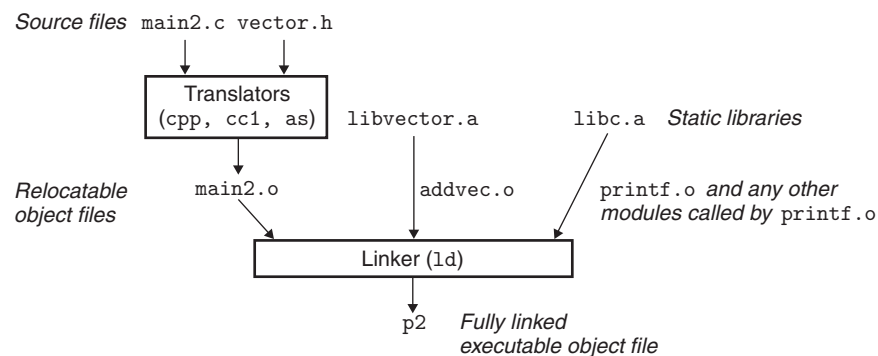 Source files main2.c vector.h
Translators
(cpp, cc1, as)
libvector.a
libc.a
Static libraries
Relocatable
object files
main2.o
addvec.o
printf.o and any other
modules called by printf.o
Linker (ld)
p2
Fully linked
executable object file